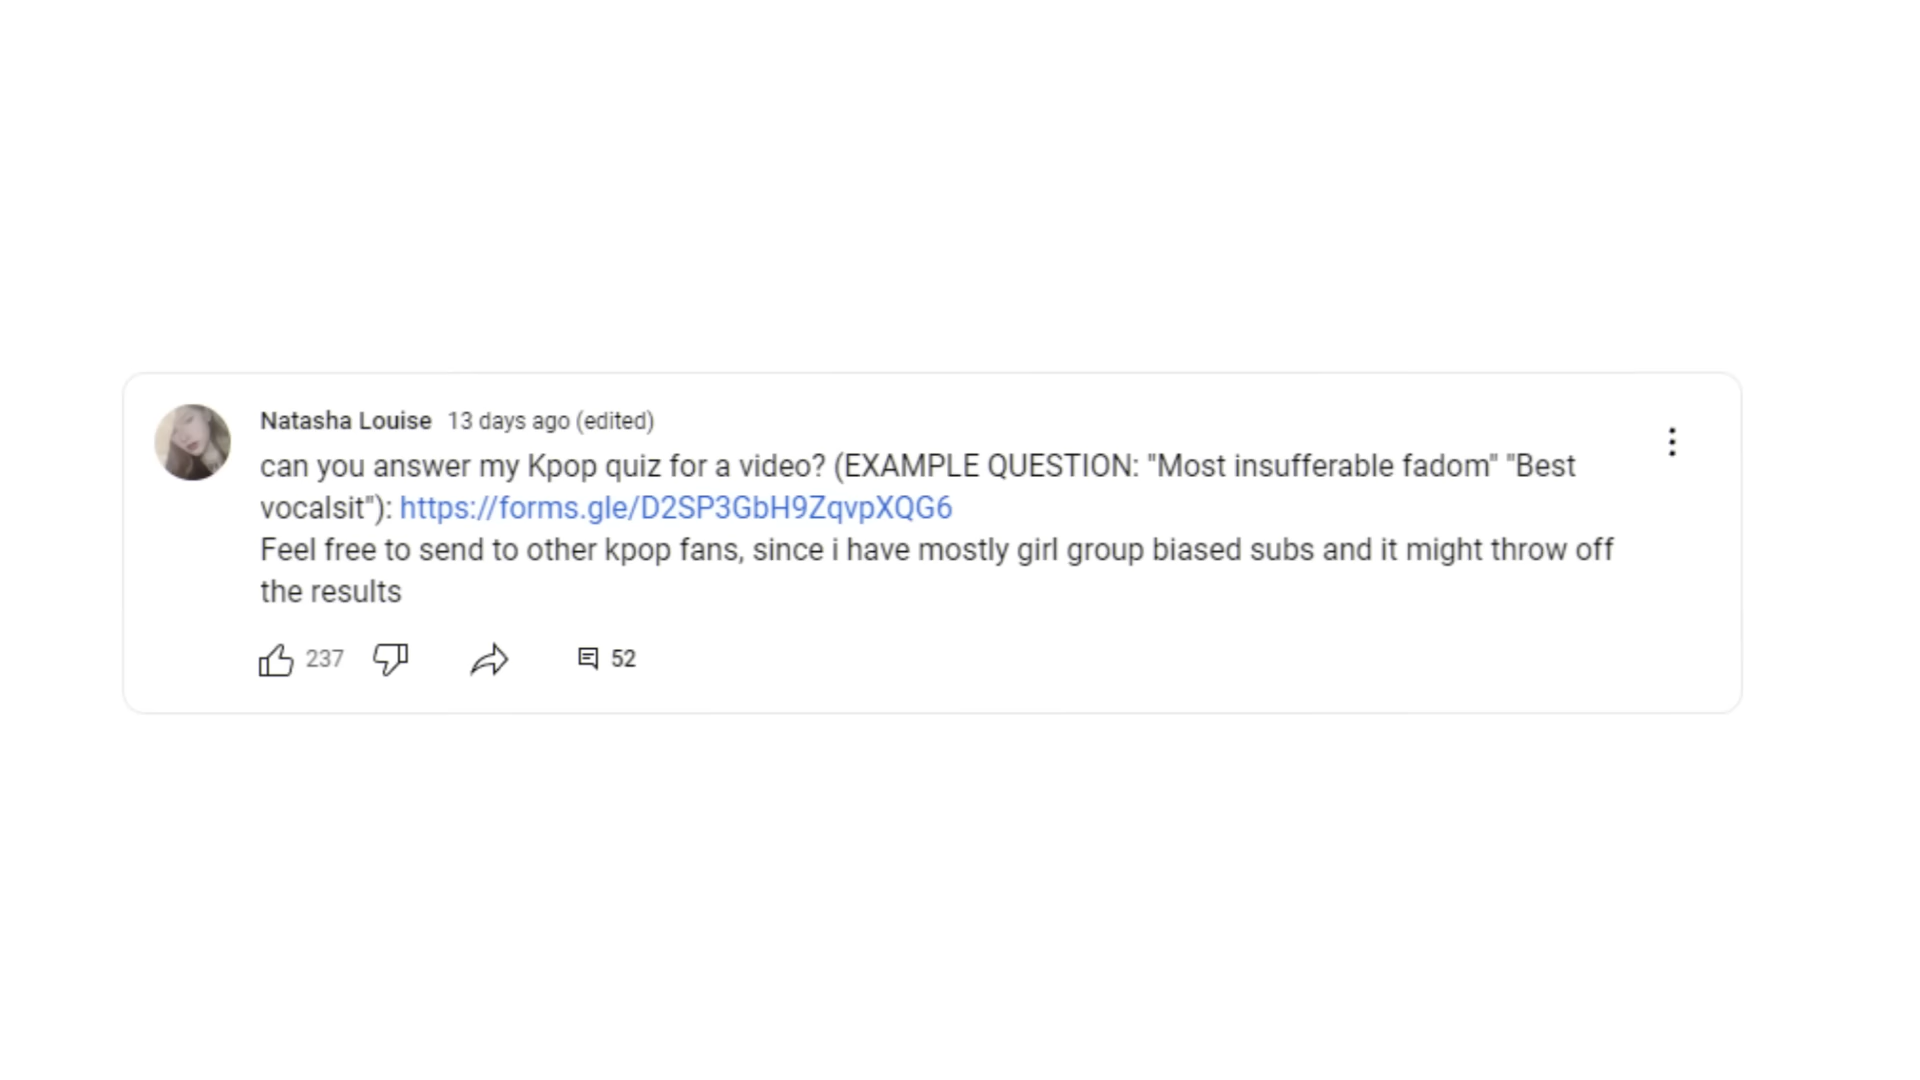 Natasha Louise 13 days ago (edited)
can you answer my Kpop quiz for a video? (EXAMPLE QUESTION: "Most insufferable fadom" "Best
vocalsit"): https://forms.gle/D2SP3GbH9ZqvpXQG6
Feel free to send to other kpop fans, since i have mostly girl group biased subs and it might throw off
the results
237 52